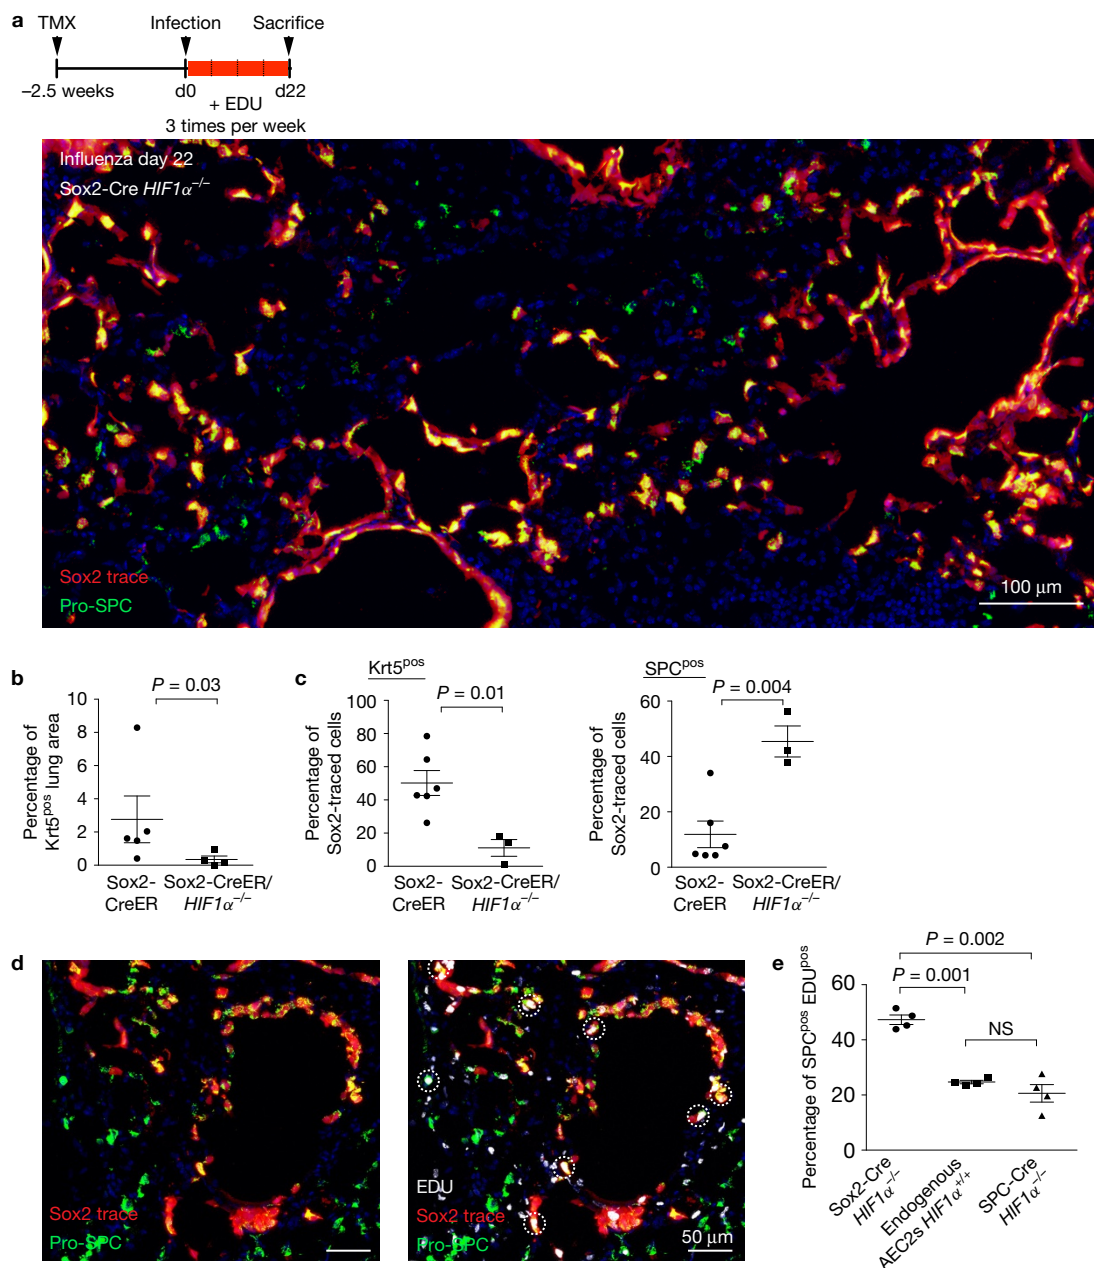 a
TMX Infection Sacrifice
–2.5 weeks d0 d22
+ EDU
3 times per week
Influenza day 22
Sox2-Cre HIF1α–/–
Sox2 trace
Pro-SPC
100 μm
b
P = 0.03
Percentage of
Krt5pos lung area
10
8
6
4
2
0
Sox2-
CreER
Sox2-CreER/
HIF1α–/–
c
Krt5pos
P = 0.01
Percentage of
Sox2-traced cells
100
80
60
40
20
0
Sox2-
CreER
Sox2-CreER/
HIF1α–/–
SPCpos
P = 0.004
Percentage of
Sox2-traced cells
60
40
20
0
Sox2-
CreER
Sox2-CreER/
HIF1α–/–
d
Sox2 trace
Pro-SPC
EDU
Sox2 trace
Pro-SPC
50 μm
e
P = 0.002
P = 0.001
NS
Percentage of SPCpos EDUpos
60
40
20
0
Sox2-Cre
HIF1α–/–
Endogenous
AEC2s HIF1α+/+
SPC-Cre
HIF1α–/–